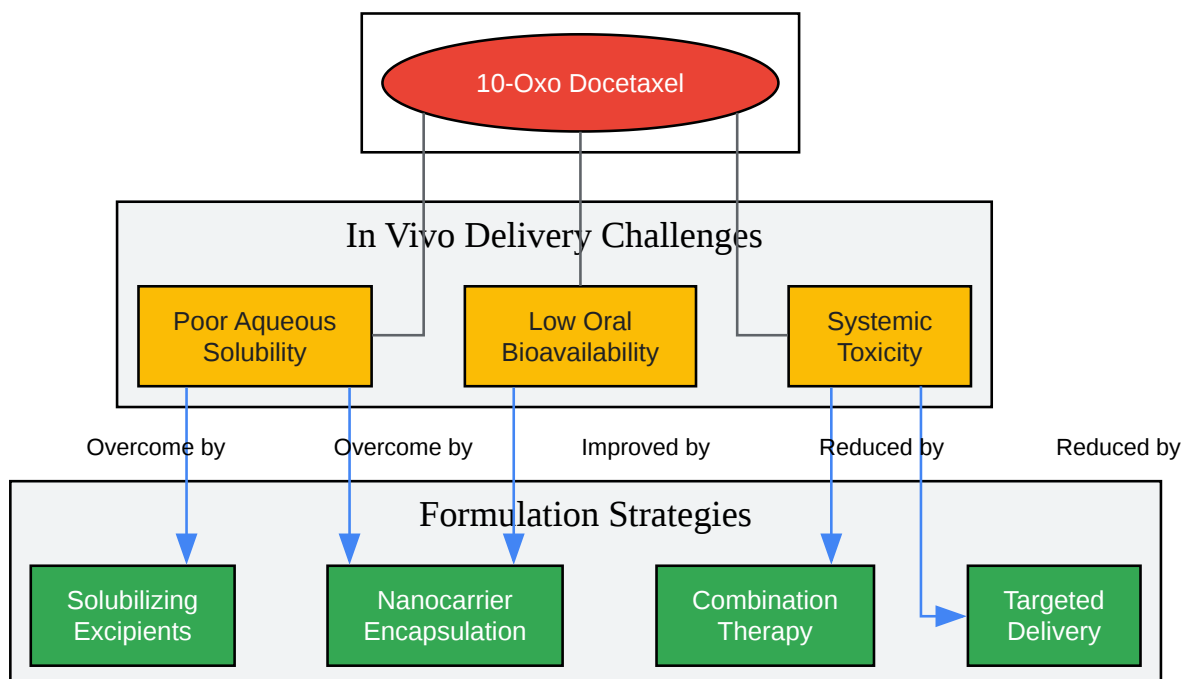 10-Oxo Docetaxel
In Vivo Delivery Challenges
Poor Aqueous
Solubility
Low Oral
Bioavailability
Systemic
Toxicity
Overcome by
Overcome by
Improved by
Reduced by
Reduced by
Formulation Strategies
Solubilizing
Excipients
Nanocarrier
Encapsulation
Combination
Therapy
Targeted
Delivery